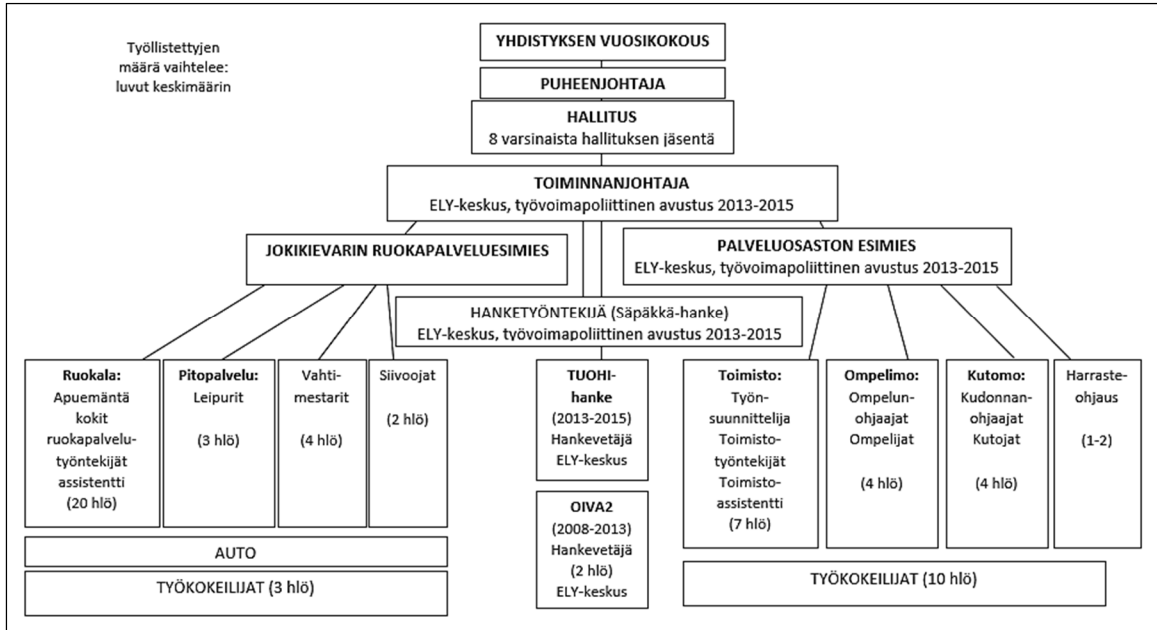 Työllistettyjen
määrä vaihtelee:
luvut keskimäärin
YHDISTYKSEN VUOSIKOKOUS
PUHEENJOHTAJA
HALLITUS
8 varsinaista hallituksen jäsentä
TOIMINNANJOHTAJA
ELY-keskus, työvoimapoliittinen avustus 2013-2015
JOKIKIEVARIN RUOKAPALVELUESIMIES
PALVELUOSASTON ESIMIES
ELY-keskus, työvoimapoliittinen avustus 2013-2015
HANKETYÖNTEKIJÄ (Säpäkkä-hanke)
ELY-keskus, työvoimapoliittinen avustus 2013-2015
Ruokala:
Apuemäntä
kokit
ruokapalvelu-
työntekijät
assistentti
(20 hlö)
Pitopalvelu:
Leipurit
(3 hlö)
Vahti-
mestarit
(4 hlö)
Siivoojat
(2 hlö)
AUTO
TYÖKOKEILIJAT (3 hlö)
TUOHI-
hanke
(2013-2015)
Hankevetäjä
ELY-keskus
OIVA2
(2008-2013)
Hankevetäjä
(2 hlö)
ELY-keskus
Toimisto:
Työn-
suunnittelija
Toimisto-
työntekijät
Toimisto-
assistentti
(7 hlö)
Ompelimo:
Ompelun-
ohjaajat
Ompelijat
(4 hlö)
Kutomo:
Kudonnan-
ohjaajat
Kutojat
(4 hlö)
Harraste-
ohjaus
(1-2)
TYÖKOKEILIJAT (10 hlö)